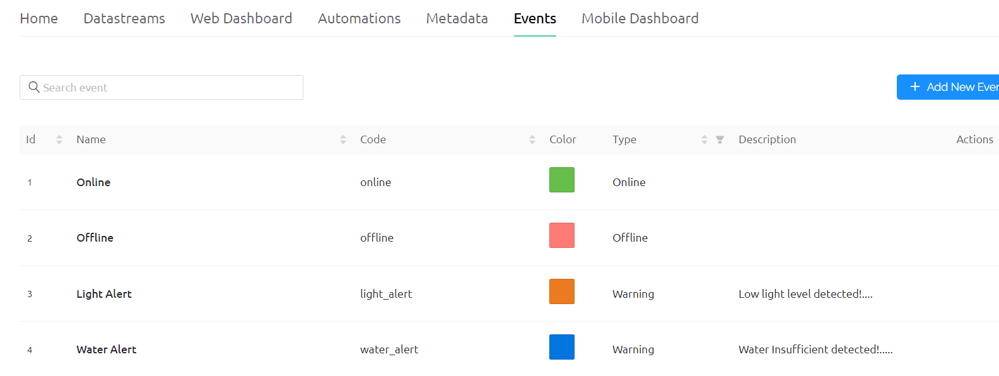 Home Datastreams Web Dashboard Automations Metadata Events Mobile Dashboard
Search event
+ Add New
Id Name Code Color Type Description Actions
1 Online online Online
2 Offline offline Offline
3 Light Alert light_alert Warning Low light level detected!....
4 Water Alert water_alert Warning Water Insufficient detected!.....